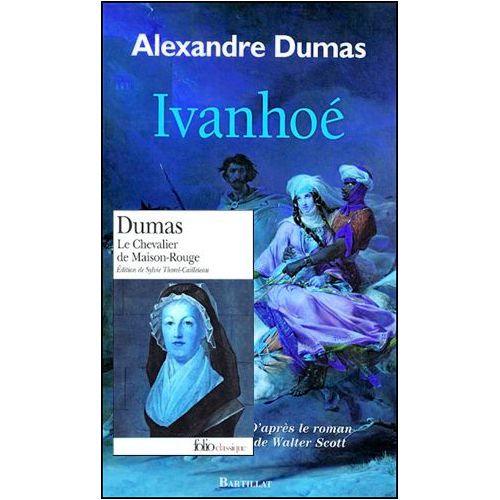 Alexandre Dumas
Ivanhoé
Dumas
Le Chevalier
de Maison-Rouge
Édition de Sylvie Thorel-Cailleteau
D'après le roman
de Walter Scott
folio classique
BARTILLAT